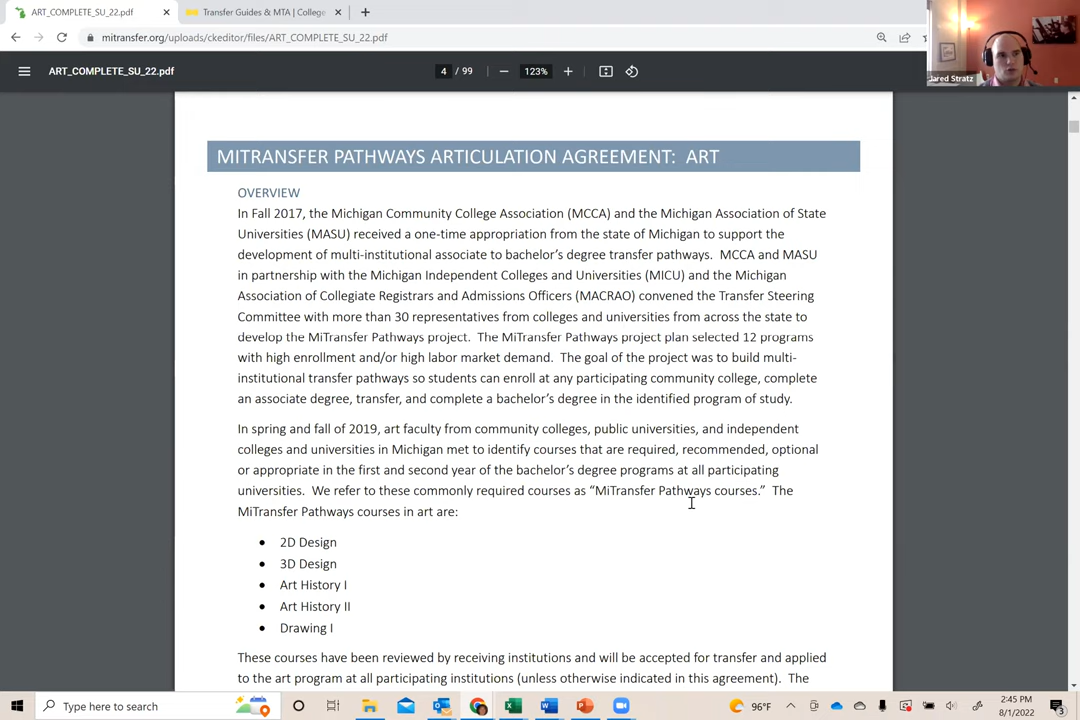 ART_COMPLETE_SU_22.pdf
Transfer Guides & MTA | College
mitransfer.org/uploads/ckeditor/files/ART_COMPLETE_SU_22.pdf
ART_COMPLETE_SU_22.pdf
4 / 99
123%
Jared Stratz
MITRANSFER PATHWAYS ARTICULATION AGREEMENT: ART
OVERVIEW
In Fall 2017, the Michigan Community College Association (MCCA) and the Michigan Association of State
Universities (MASU) received a one-time appropriation from the state of Michigan to support the
development of multi-institutional associate to bachelor's degree transfer pathways. MCCA and MASU
in partnership with the Michigan Independent Colleges and Universities (MICU) and the Michigan
Association of Collegiate Registrars and Admissions Officers (MACRAO) convened the Transfer Steering
Committee with more than 30 representatives from colleges and universities from across the state to
develop the MiTransfer Pathways project. The MiTransfer Pathways project plan selected 12 programs
with high enrollment and/or high labor market demand. The goal of the project was to build multi-
institutional transfer pathways so students can enroll at any participating community college, complete
an associate degree, transfer, and complete a bachelor's degree in the identified program of study.
In spring and fall of 2019, art faculty from community colleges, public universities, and independent
colleges and universities in Michigan met to identify courses that are required, recommended, optional
or appropriate in the first and second year of the bachelor's degree programs at all participating
universities. We refer to these commonly required courses as "MiTransfer Pathways courses." The
MiTransfer Pathways courses in art are:
• 2D Design
• 3D Design
• Art History I
• Art History II
• Drawing I
These courses have been reviewed by receiving institutions and will be accepted for transfer and applied
to the art program at all participating institutions (unless otherwise indicated in this agreement). The
Type here to search
96°F
2:45 PM
8/1/2022
3